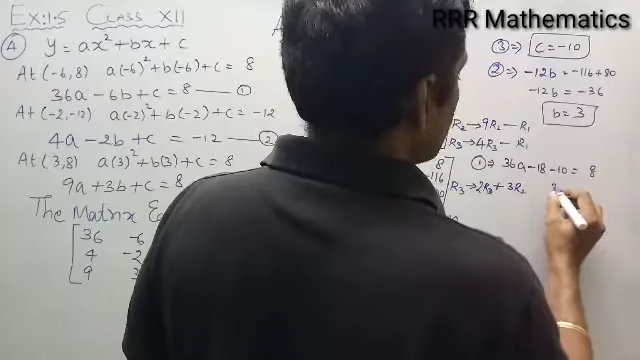 EX:1.5 CLASS XII
RRR Mathematics
④ y = ax² + bx + c
At (-6, 8) a(-6)² + b(-6) + c = 8
36a - 6b + c = 8 —— ①
At (-2, -12) a(-2)² + b(-2) + c = -12
4a - 2b + c = -12 —— ②
At (3, 8) a(3)² + b(3) + c = 8
9a + 3b + c = 8
The Matrix
36 -6
4 -2
9 3
R₂ → 9R₂ - R₁
R₃ → 4R₃ - R₁
8
-116
R₃ → 2R₃ + 3R₂
③ ⇒ c = -10
② ⇒ -12b = -116 + 80
-12b = -36
b = 3
① ⇒ 36a - 18 - 10 = 8